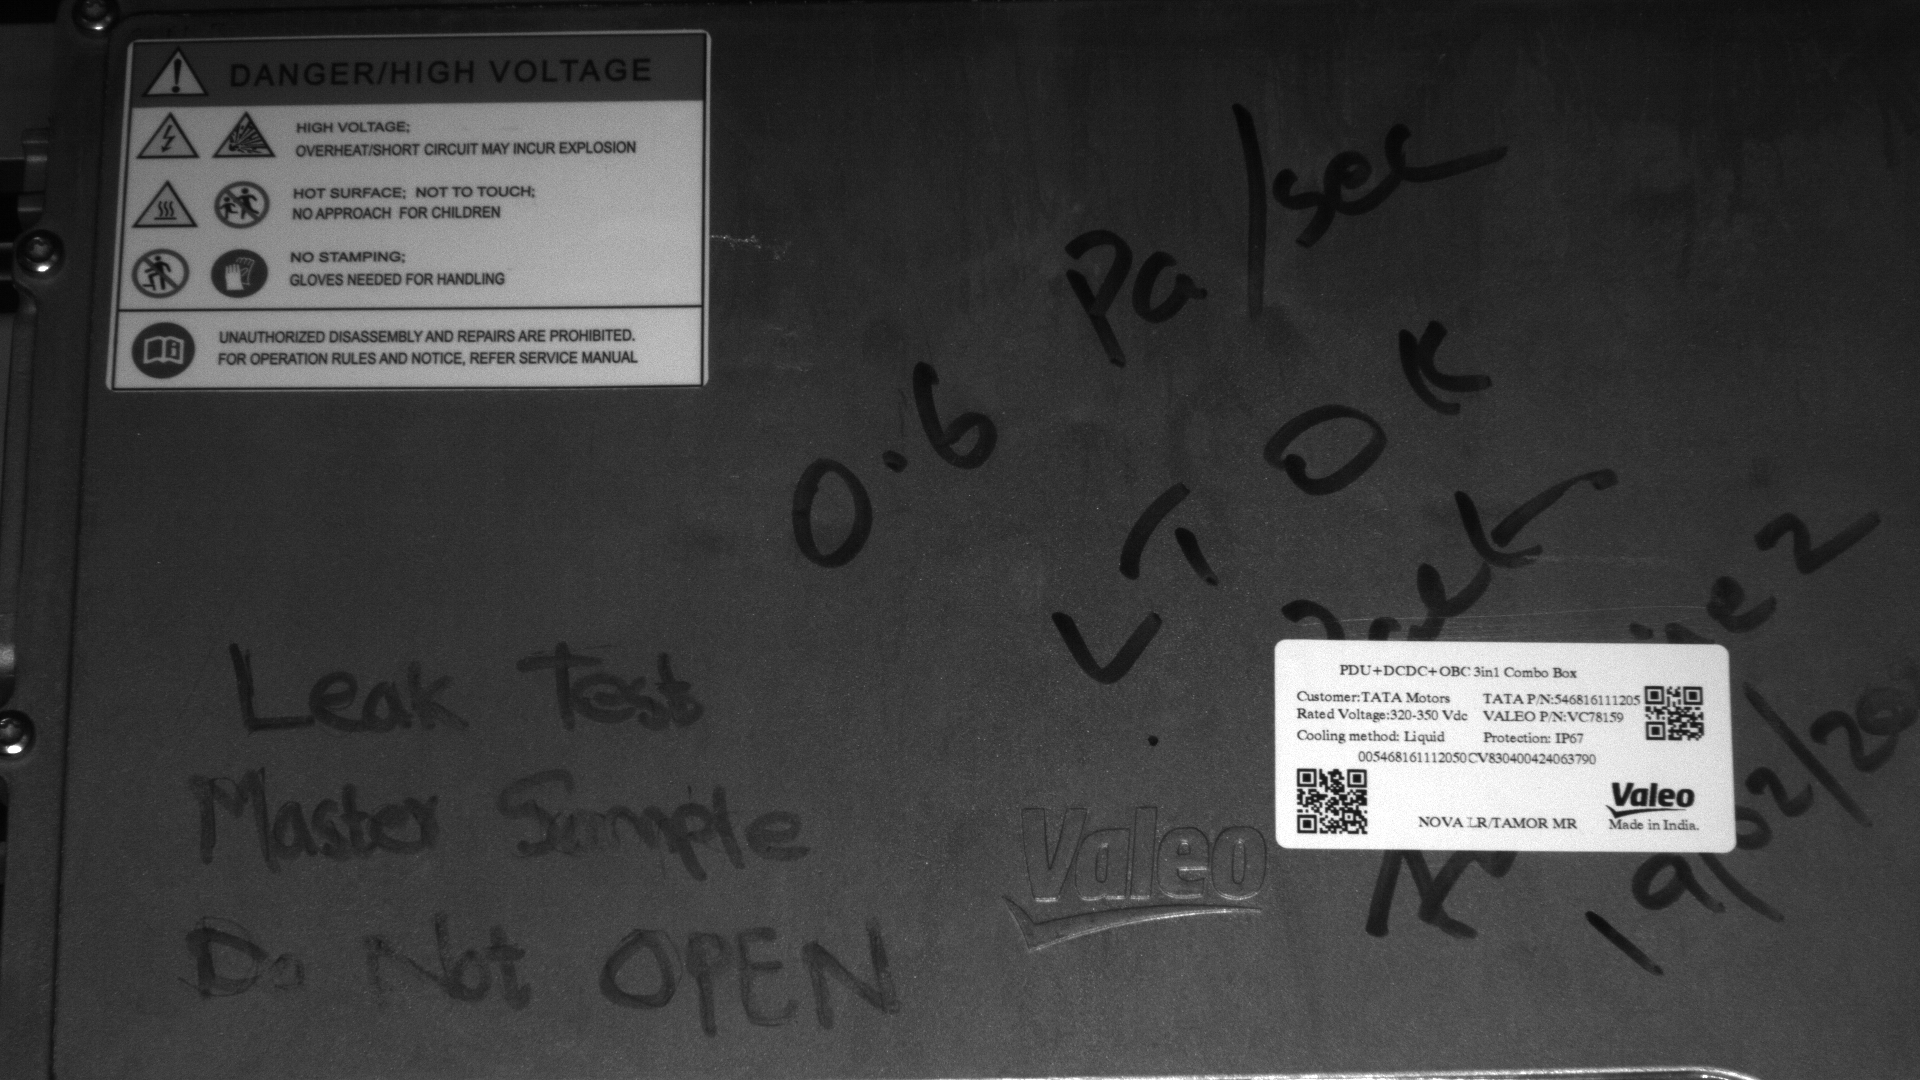 DANGER/HIGH VOLTAGE
HIGH VOLTAGE;
OVERHEAT/SHORT CIRCUIT MAY INCUR EXPLOSION
HOT SURFACE; NOT TO TOUCH;
NO APPROACH FOR CHILDREN
NO STAMPING;
GLOVES NEEDED FOR HANDLING
UNAUTHORIZED DISASSEMBLY AND REPAIRS ARE PROHIBITED.
FOR OPERATION RULES AND NOTICE, REFER SERVICE MANUAL
0.6 Pa/sec
LT OK
Leak Test
Master Sample
Do Not OPEN
Valeo
PDU+DCDC+OBC 3in1 Combo Box
Customer:TATA Motors TATA P/N:546816111205
Rated Voltage:320-350 Vdc VALEO P/N:VC78159
Cooling method: Liquid Protection: IP67
005468161112050CV830400424063790
Valeo
NOVA LR/TAMOR MR Made in India.
19/02/20